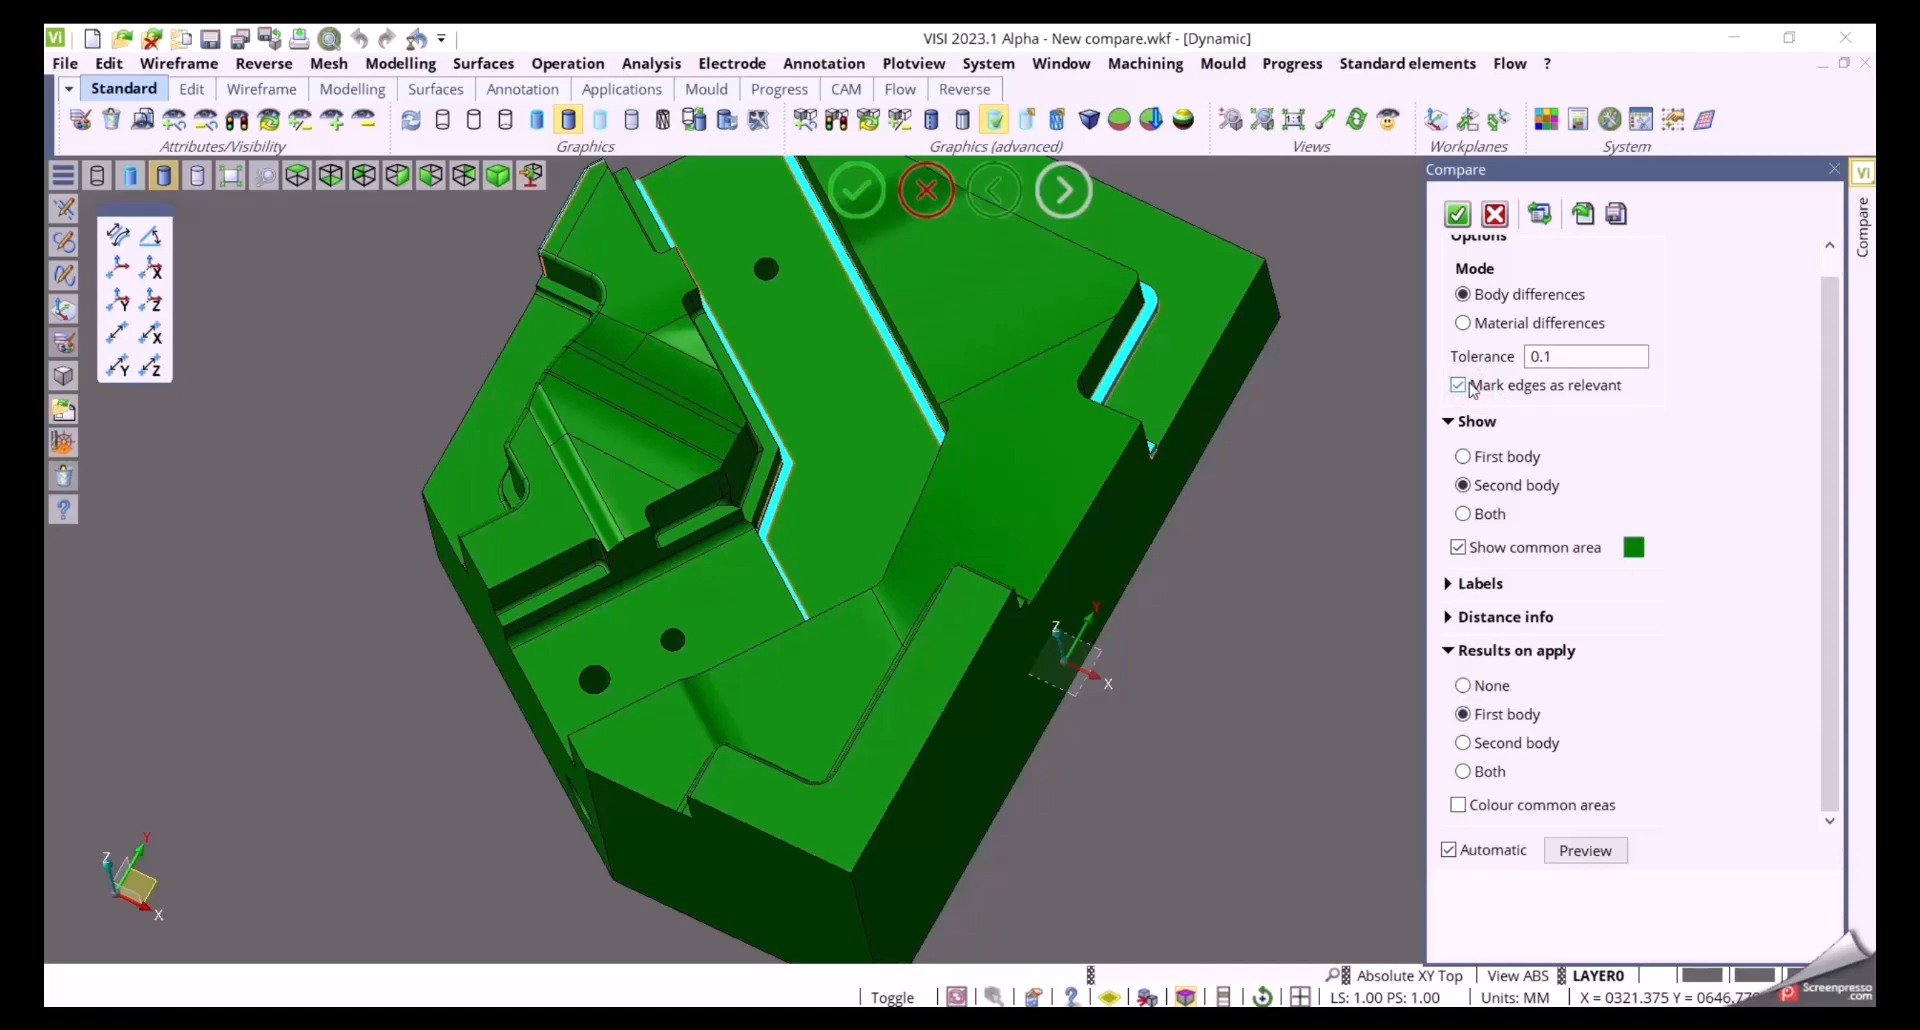 Vi
VISI 2023.1 Alpha - New compare.wkf - [Dynamic]
File Edit Wireframe Reverse Mesh Modelling Surfaces Operation Analysis Electrode Annotation Plotview System Window Machining Mould Progress Standard elements Flow ?
Standard Edit Wireframe Modelling Surfaces Annotation Applications Mould Progress CAM Flow Reverse
Attributes/Visibility Graphics Graphics (advanced) Views Workplanes System
Compare
Vi
Compare
Options
Mode
Body differences
Material differences
Tolerance 0.1
Mark edges as relevant
Show
First body
Second body
Both
Show common area
Labels
Distance info
Results on apply
None
First body
Second body
Both
Colour common areas
Automatic Preview
X
Y Z
X
Y Z
Y
Z
X
Y
Z
X
Absolute XY Top View ABS LAYER0
Toggle LS: 1.00 PS: 1.00 Units: MM X = 0321.375 Y =
Screenpresso
.com